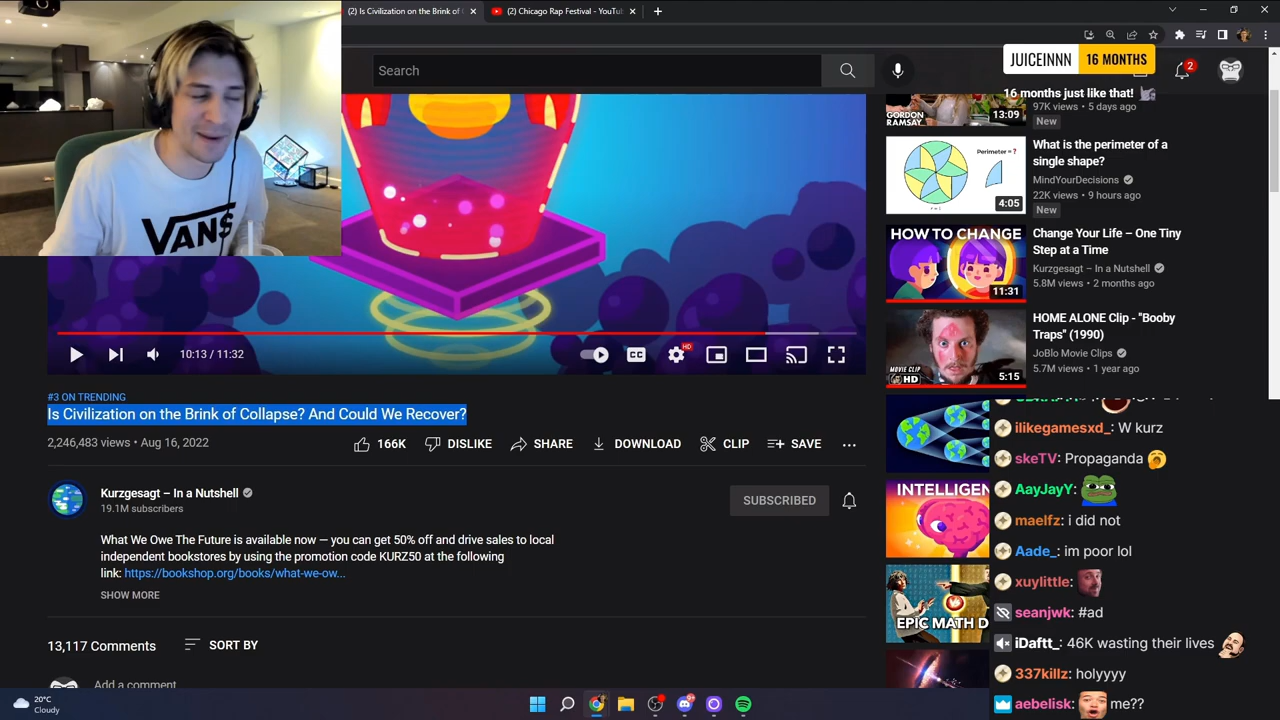 (2) Is Civilization on the Brink of C
(2) Chicago Rap Festival - YouTu
Search
JUICEINNN 16 MONTHS
2
16 months just like that!
VANS
GORDON
RAMSAY
13:09
97K views • 5 days ago
New
Perimeter = ?
4:05
What is the perimeter of a
single shape?
MindYourDecisions
22K views • 9 hours ago
New
HOW TO CHANGE
11:31
Change Your Life – One Tiny
Step at a Time
Kurzgesagt – In a Nutshell
5.8M views • 2 months ago
MOVIE CLIP HD
5:15
HOME ALONE Clip - "Booby
Traps" (1990)
JoBlo Movie Clips
5.7M views • 1 year ago
10:13 / 11:32
CC
HD
#3 ON TRENDING
Is Civilization on the Brink of Collapse? And Could We Recover?
2,246,483 views • Aug 16, 2022
166K
DISLIKE
SHARE
DOWNLOAD
CLIP
SAVE
Kurzgesagt – In a Nutshell
19.1M subscribers
SUBSCRIBED
What We Owe The Future is available now — you can get 50% off and drive sales to local
independent bookstores by using the promotion code KURZ50 at the following
link: https://bookshop.org/books/what-we-ow...
SHOW MORE
13,117 Comments
SORT BY
Add a comment
INTELLIGEN
EPIC MATH D
ilikegamesxd_: W kurz
skeTV: Propaganda
AayJayY:
maelfz: i did not
Aade_: im poor lol
xuylittle:
seanjwk: #ad
iDaftt_: 46K wasting their lives
337killz: holyyyy
aebelisk: me??
20°C
Cloudy